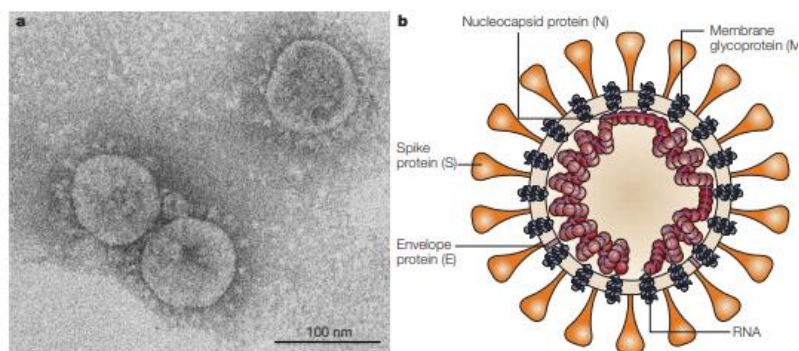 a
b
Nucleocapsid protein (N)
Membrane
glycoprotein (M
Spike
protein (S)
Envelope
protein (E)
RNA
100 nm